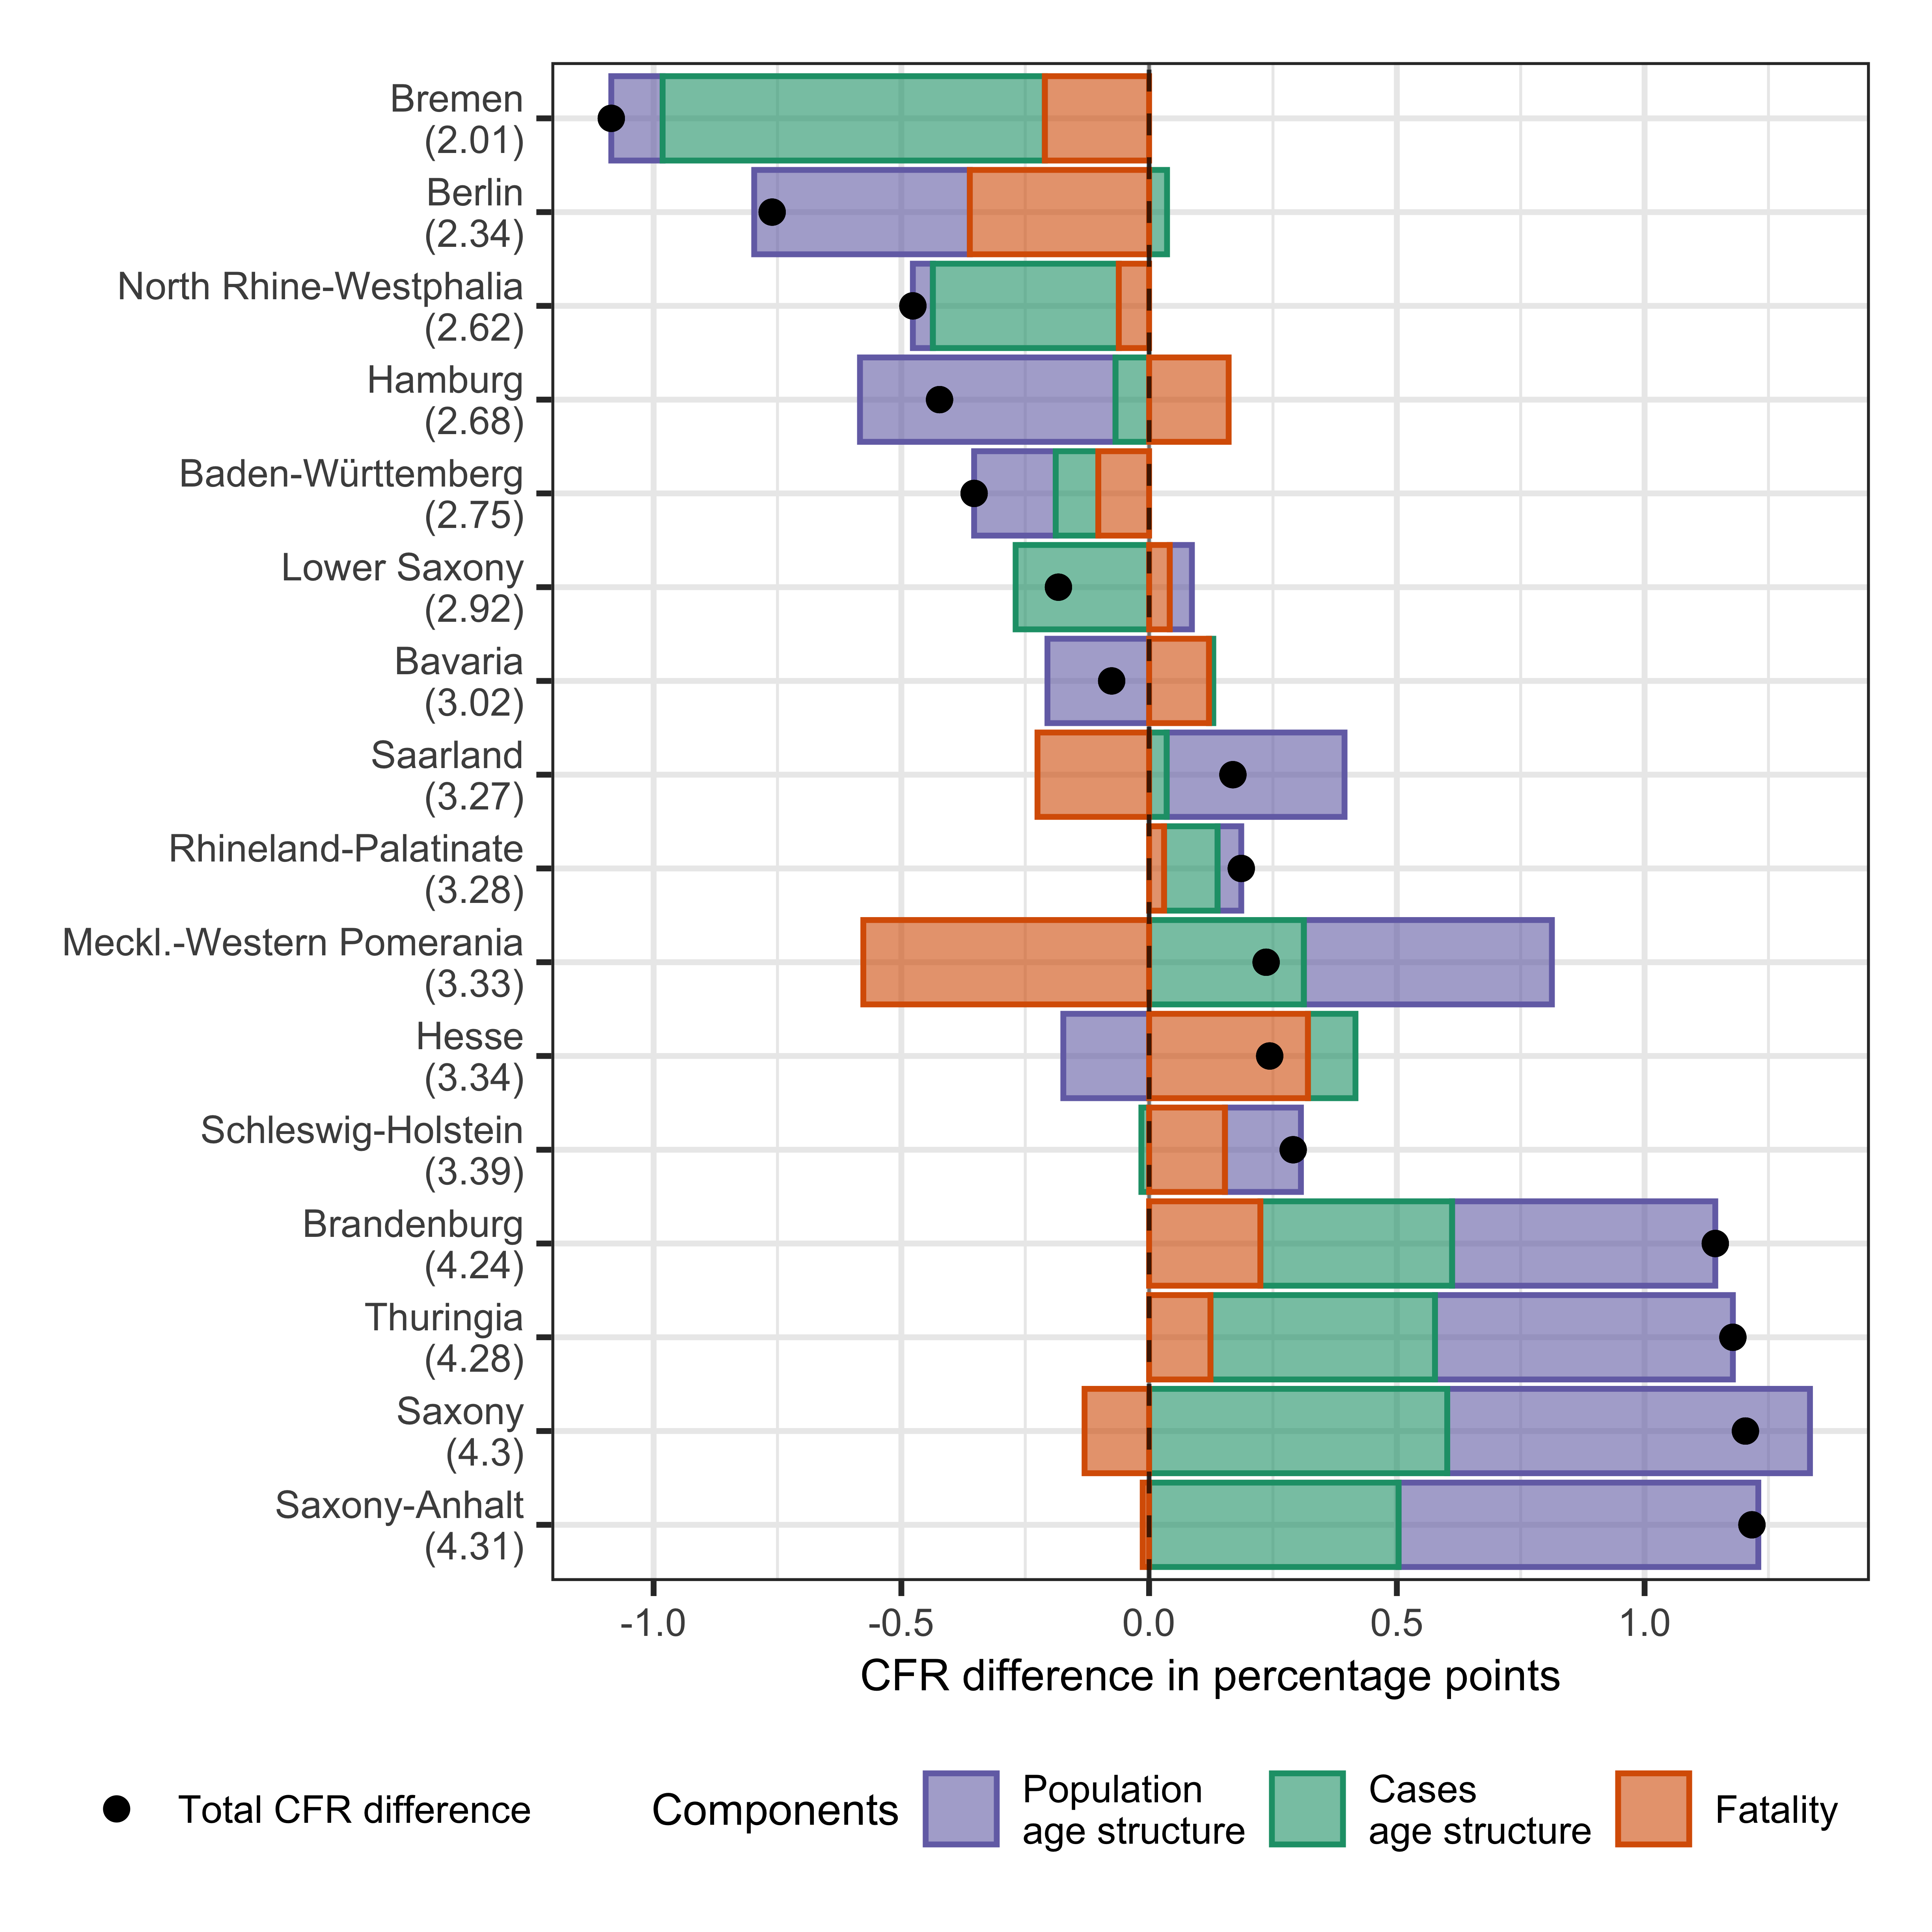 Bremen
(2.01)
Berlin
(2.34)
North Rhine-Westphalia
(2.62)
Hamburg
(2.68)
Baden-Württemberg
(2.75)
Lower Saxony
(2.92)
Bavaria
(3.02)
Saarland
(3.27)
Rhineland-Palatinate
(3.28)
Meckl.-Western Pomerania
(3.33)
Hesse
(3.34)
Schleswig-Holstein
(3.39)
Brandenburg
(4.24)
Thuringia
(4.28)
Saxony
(4.3)
Saxony-Anhalt
(4.31)
-1.0 -0.5 0.0 0.5 1.0
CFR difference in percentage points
Total CFR difference
Components
Population
age structure
Cases
age structure
Fatality